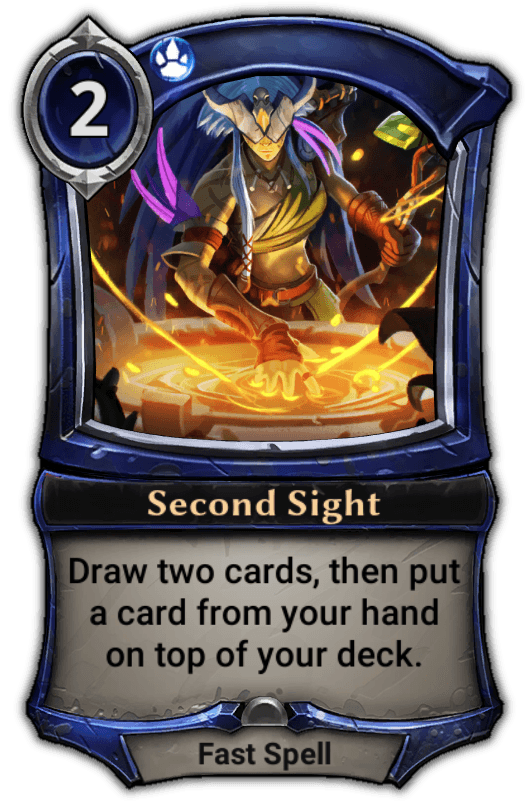 2
Second Sight
Draw two cards, then put
a card from your hand
on top of your deck.
Fast Spell